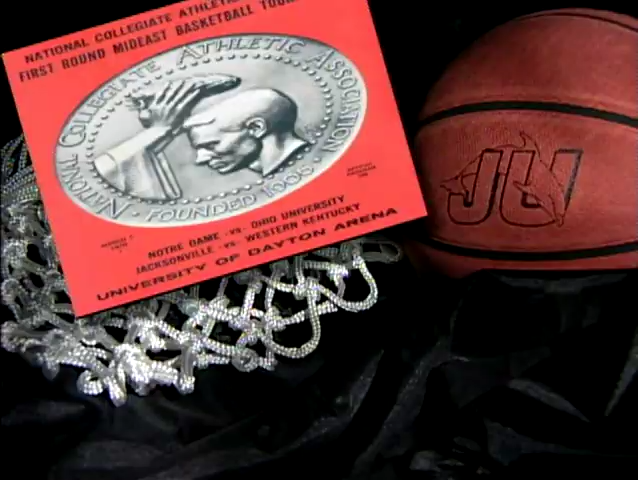 NATIONAL COLLEGIATE ATHLETIC
FIRST ROUND MIDEAST BASKETBALL TOUR
NATIONAL COLLEGIATE ATHLETIC ASSOCIATION
· FOUNDED 1906 ·
NOTRE DAME -vs- OHIO UNIVERSITY
JACKSONVILLE -vs- WESTERN KENTUCKY
UNIVERSITY OF DAYTON ARENA
JU